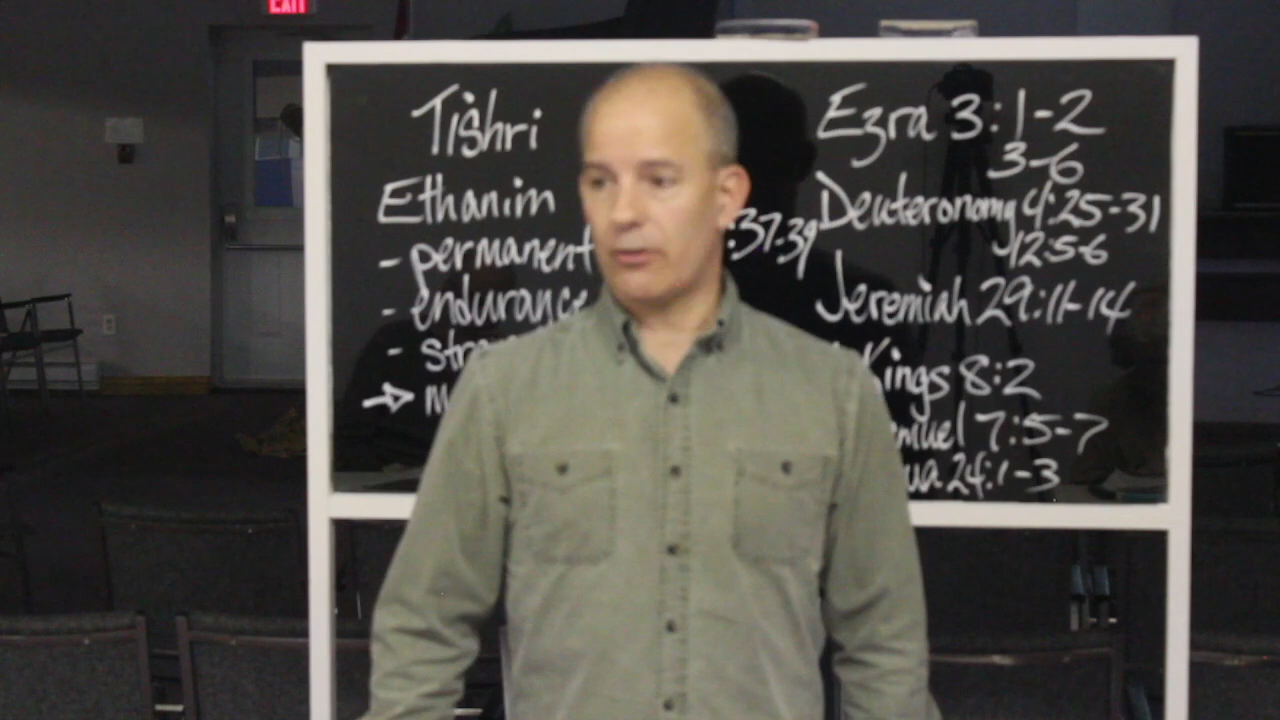 EXIT
Tishri
Ethanim
- permanent
- endurance
:37-39
Ezra 3:1-2
3-6
Deuteronomy 4:25-31
12:5-6
Jeremiah 29:11-14
Kings 8:2
7:5-7
24:1-3